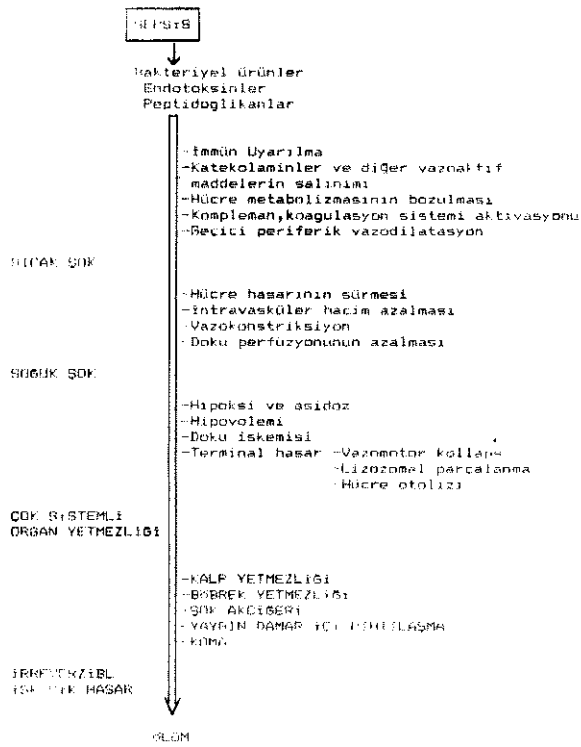 SEPSİS
Bakteriyel ürünler
Endotoksinler
Peptidoglikanlar
-İmmün Uyarılma
-Katekolaminler ve diğer vazoaktif
maddelerin salınımı
-Hücre metabolizmasının bozulması
-Kompleman,koagulasyon sistemi aktivasyonu
-Geçici periferik vazodilatasyon
SICAK ŞOK
-Hücre hasarının sürmesi
-İntravasküler hacim azalması
-Vazokonstriksiyon
-Doku perfüzyonunun azalması
SOĞUK ŞOK
-Hipoksi ve asidoz
-Hipovolemi
-Doku iskemisi
-Terminal hasar -Vazomotor kollaps
-Lizozomal parçalanma
-Hücre otolizi
ÇOK SİSTEMLİ
ORGAN YETMEZLİĞİ
-KALP YETMEZLİĞİ
-BÖBREK YETMEZLİĞİ
-ŞOK AKCİĞERİ
-YAYGIN DAMAR İÇİ PIHTILAŞMA
-KOMA
İRREVERZİBL
İSKEMİK HASAR
ÖLÜM